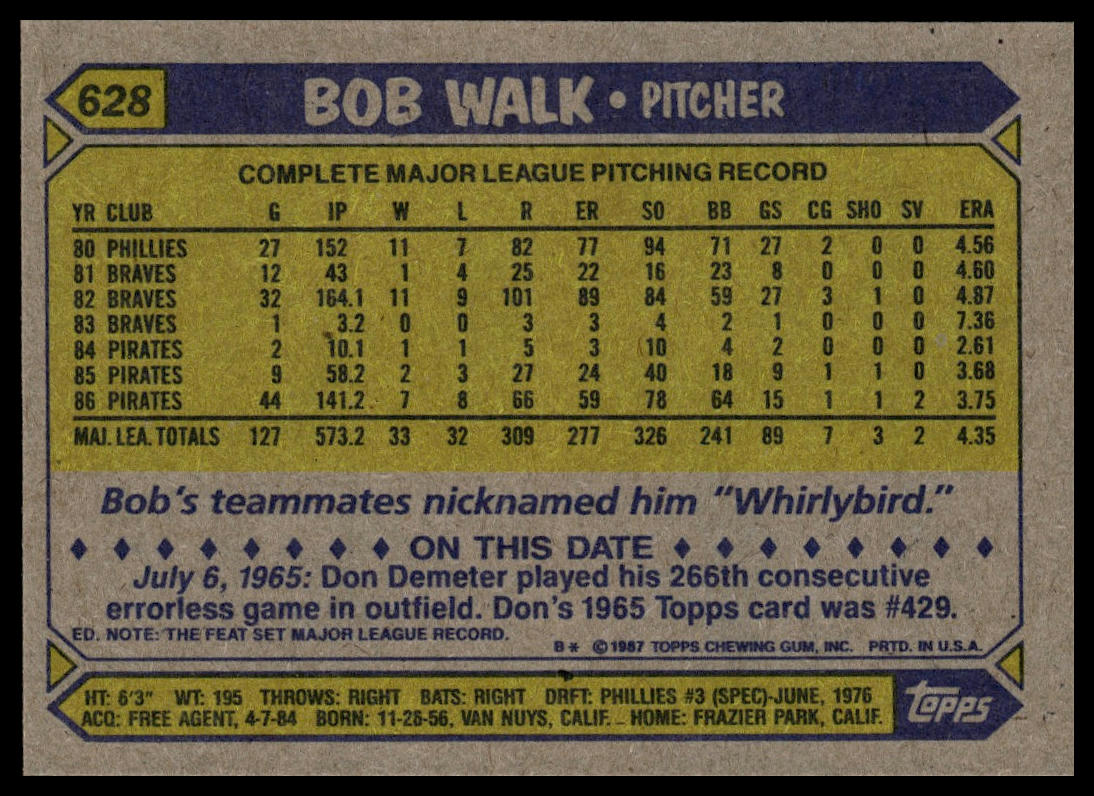 628
BOB WALK • PITCHER
COMPLETE MAJOR LEAGUE PITCHING RECORD
YR CLUB G IP W L R ER SO BB GS CG SHO SV ERA
80 PHILLIES 27 152 11 7 82 77 94 71 27 2 0 0 4.56
81 BRAVES 12 43 1 4 25 22 16 23 8 0 0 0 4.60
82 BRAVES 32 164.1 11 9 101 89 84 59 27 3 1 0 4.87
83 BRAVES 1 3.2 0 0 3 3 4 2 1 0 0 0 7.36
84 PIRATES 2 10.1 1 1 5 3 10 4 2 0 0 0 2.61
85 PIRATES 9 58.2 2 3 27 24 40 18 9 1 1 0 3.68
86 PIRATES 44 141.2 7 8 66 59 78 64 15 1 1 2 3.75
MAJ. LEA. TOTALS 127 573.2 33 32 309 277 326 241 89 7 3 2 4.35
Bob's teammates nicknamed him "Whirlybird."
♦ ♦ ♦ ♦ ♦ ♦ ♦ ♦ ON THIS DATE ♦ ♦ ♦ ♦ ♦ ♦ ♦ ♦
July 6, 1965: Don Demeter played his 266th consecutive
errorless game in outfield. Don's 1965 Topps card was #429.
ED. NOTE: THE FEAT SET MAJOR LEAGUE RECORD.
B* © 1987 TOPPS CHEWING GUM, INC. PRTD. IN U.S.A.
HT: 6'3" WT: 195 THROWS: RIGHT BATS: RIGHT DRFT: PHILLIES #3 (SPEC)-JUNE, 1976
ACQ: FREE AGENT, 4-7-84 BORN: 11-26-56, VAN NUYS, CALIF. HOME: FRAZIER PARK, CALIF.
topps